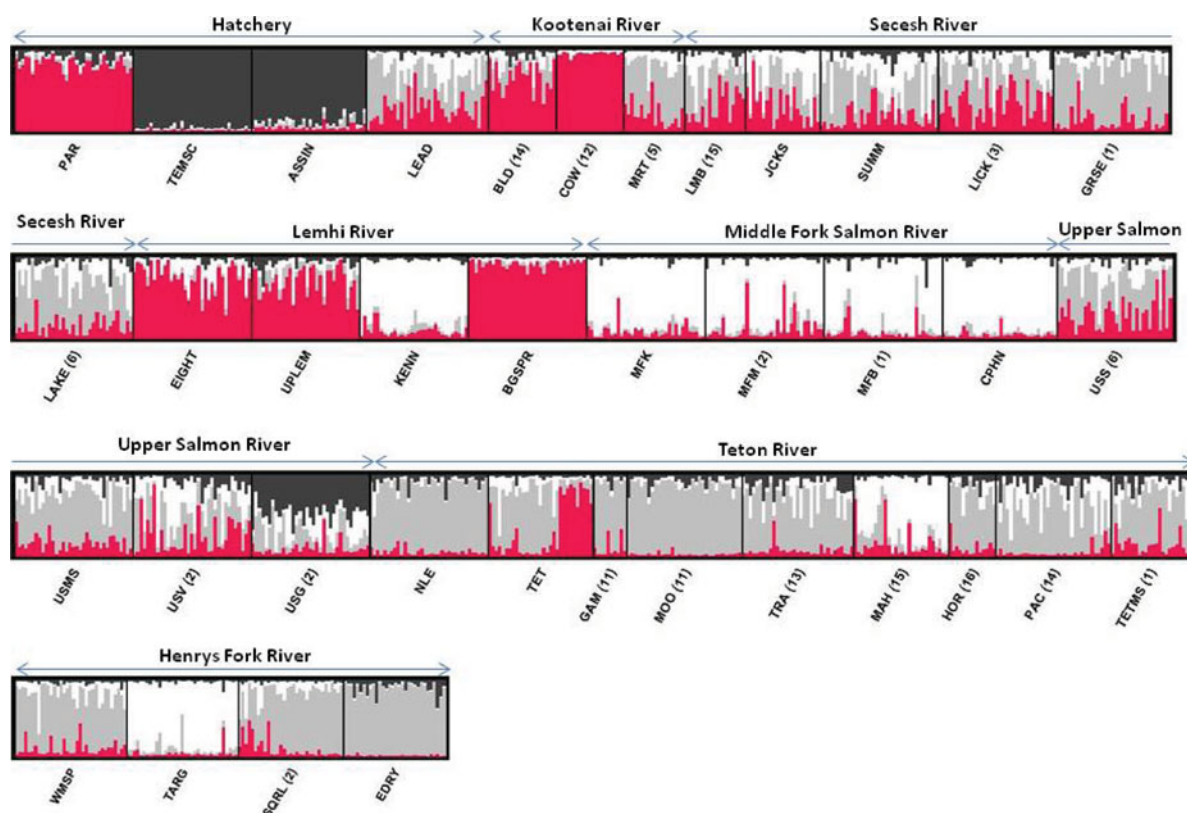 Hatchery Kootenai River Secesh River
PAR TEMSC ASSIN LEAD BLD (14) COW (12) MRT (5) LMB (15) JCKS SUMM LICK (3) GRSE (1)
Secesh River Lemhi River Middle Fork Salmon River Upper Salmon
LAKE (6) EIGHT UPLEM KENN BGSPR MFK MFM (2) MFB (1) CPHN USS (6)
Upper Salmon River Teton River
USMS USV (2) USG (2) NLE TET GAM (11) MOO (11) TRA (13) MAH (15) HOR (16) PAC (14) TETMS (1)
Henrys Fork River
WMSP TARG SQRL (2) EDRY